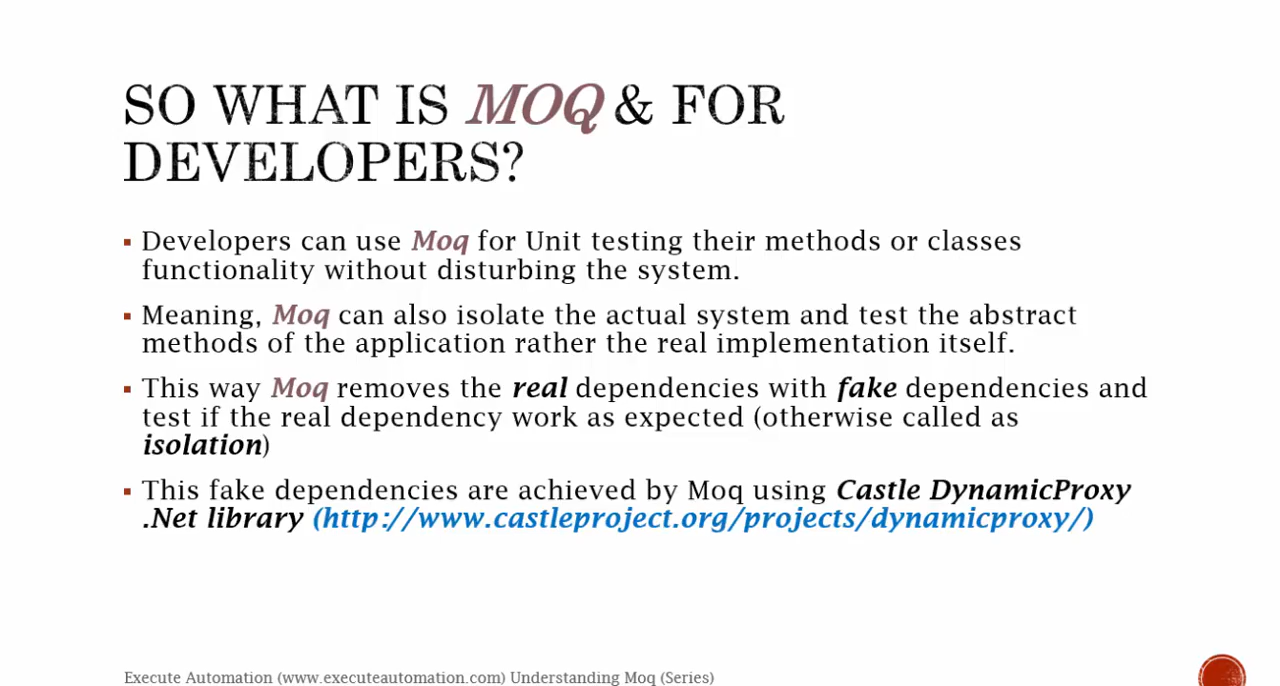 SO WHAT IS MOQ & FOR
DEVELOPERS?
Developers can use Moq for Unit testing their methods or classes
functionality without disturbing the system.
Meaning, Moq can also isolate the actual system and test the abstract
methods of the application rather the real implementation itself.
This way Moq removes the real dependencies with fake dependencies and
test if the real dependency work as expected (otherwise called as
isolation)
This fake dependencies are achieved by Moq using Castle DynamicProxy
.Net library (http://www.castleproject.org/projects/dynamicproxy/)
Execute Automation (www.executeautomation.com) Understanding Moq (Series)